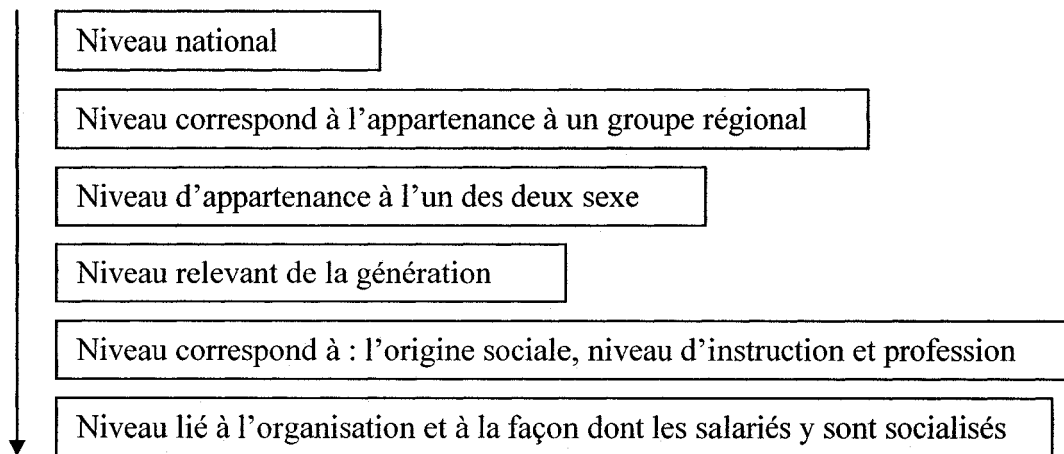 Niveau national
Niveau correspond à l'appartenance à un groupe régional
Niveau d'appartenance à l'un des deux sexe
Niveau relevant de la génération
Niveau correspond à : l'origine sociale, niveau d'instruction et profession
Niveau lié à l'organisation et à la façon dont les salariés y sont socialisés